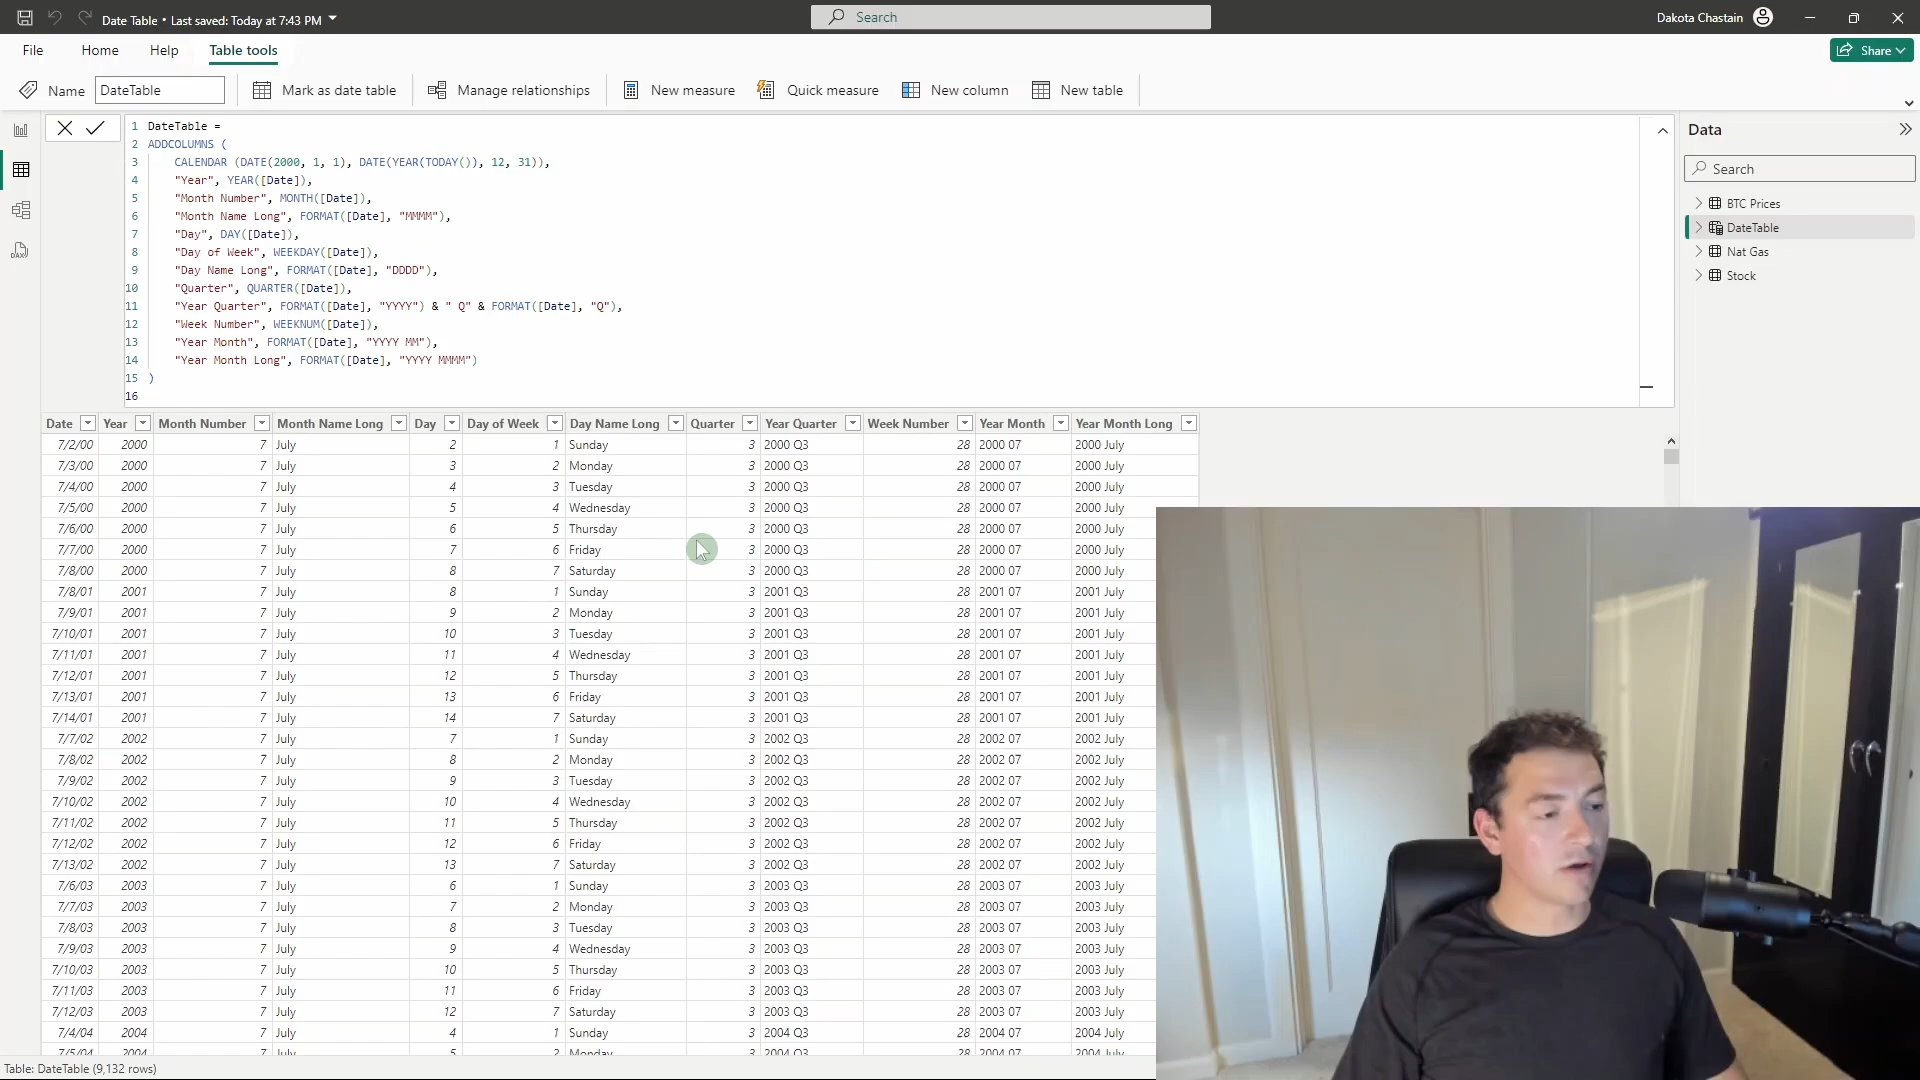 Date Table • Last saved: Today at 7:43 PM
Search
Dakota Chastain
File Home Help Table tools
Share
Name DateTable Mark as date table Manage relationships New measure Quick measure New column New table
1 DateTable =
2 ADDCOLUMNS (
3 CALENDAR (DATE(2000, 1, 1), DATE(YEAR(TODAY()), 12, 31)),
4 "Year", YEAR([Date]),
5 "Month Number", MONTH([Date]),
6 "Month Name Long", FORMAT([Date], "MMMM"),
7 "Day", DAY([Date]),
8 "Day of Week", WEEKDAY([Date]),
9 "Day Name Long", FORMAT([Date], "DDDD"),
10 "Quarter", QUARTER([Date]),
11 "Year Quarter", FORMAT([Date], "YYYY") & " Q" & FORMAT([Date], "Q"),
12 "Week Number", WEEKNUM([Date]),
13 "Year Month", FORMAT([Date], "YYYY MM"),
14 "Year Month Long", FORMAT([Date], "YYYY MMMM")
15 )
16
Data
Search
BTC Prices
DateTable
Nat Gas
Stock
DAX
Date Year Month Number Month Name Long Day Day of Week Day Name Long Quarter Year Quarter Week Number Year Month Year Month Long
7/2/00 2000 7 July 2 1 Sunday 3 2000 Q3 28 2000 07 2000 July
7/3/00 2000 7 July 3 2 Monday 3 2000 Q3 28 2000 07 2000 July
7/4/00 2000 7 July 4 3 Tuesday 3 2000 Q3 28 2000 07 2000 July
7/5/00 2000 7 July 5 4 Wednesday 3 2000 Q3 28 2000 07 2000 July
7/6/00 2000 7 July 6 5 Thursday 3 2000 Q3 28 2000 07 2000 July
7/7/00 2000 7 July 7 6 Friday 3 2000 Q3 28 2000 07 2000 July
7/8/00 2000 7 July 8 7 Saturday 3 2000 Q3 28 2000 07 2000 July
7/8/01 2001 7 July 8 1 Sunday 3 2001 Q3 28 2001 07 2001 July
7/9/01 2001 7 July 9 2 Monday 3 2001 Q3 28 2001 07 2001 July
7/10/01 2001 7 July 10 3 Tuesday 3 2001 Q3 28 2001 07 2001 July
7/11/01 2001 7 July 11 4 Wednesday 3 2001 Q3 28 2001 07 2001 July
7/12/01 2001 7 July 12 5 Thursday 3 2001 Q3 28 2001 07 2001 July
7/13/01 2001 7 July 13 6 Friday 3 2001 Q3 28 2001 07 2001 July
7/14/01 2001 7 July 14 7 Saturday 3 2001 Q3 28 2001 07 2001 July
7/7/02 2002 7 July 7 1 Sunday 3 2002 Q3 28 2002 07 2002 July
7/8/02 2002 7 July 8 2 Monday 3 2002 Q3 28 2002 07 2002 July
7/9/02 2002 7 July 9 3 Tuesday 3 2002 Q3 28 2002 07 2002 July
7/10/02 2002 7 July 10 4 Wednesday 3 2002 Q3 28 2002 07 2002 July
7/11/02 2002 7 July 11 5 Thursday 3 2002 Q3 28 2002 07 2002 July
7/12/02 2002 7 July 12 6 Friday 3 2002 Q3 28 2002 07 2002 July
7/13/02 2002 7 July 13 7 Saturday 3 2002 Q3 28 2002 07 2002 July
7/6/03 2003 7 July 6 1 Sunday 3 2003 Q3 28 2003 07 2003 July
7/7/03 2003 7 July 7 2 Monday 3 2003 Q3 28 2003 07 2003 July
7/8/03 2003 7 July 8 3 Tuesday 3 2003 Q3 28 2003 07 2003 July
7/9/03 2003 7 July 9 4 Wednesday 3 2003 Q3 28 2003 07 2003 July
7/10/03 2003 7 July 10 5 Thursday 3 2003 Q3 28 2003 07 2003 July
7/11/03 2003 7 July 11 6 Friday 3 2003 Q3 28 2003 07 2003 July
7/12/03 2003 7 July 12 7 Saturday 3 2003 Q3 28 2003 07 2003 July
7/4/04 2004 7 July 4 1 Sunday 3 2004 Q3 28 2004 07 2004 July
7/5/04 2004 7 July 5 2 Monday 3 2004 Q3 28 2004 07 2004 July
Table: DateTable (9,132 rows)